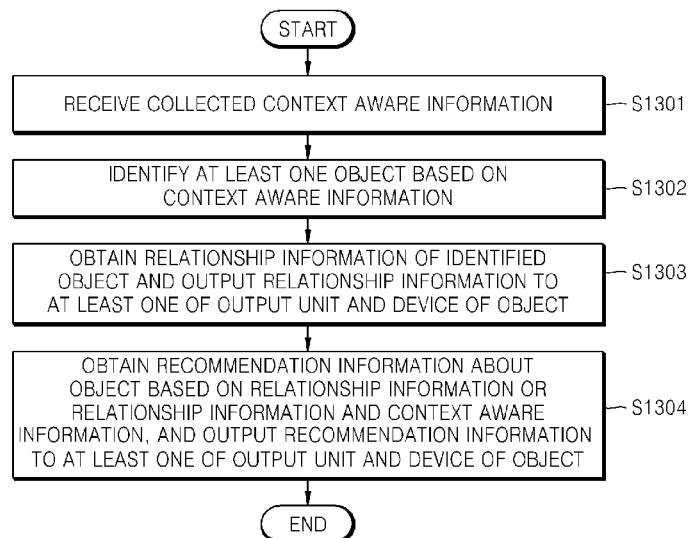 START
RECEIVE COLLECTED CONTEXT AWARE INFORMATION
S1301
IDENTIFY AT LEAST ONE OBJECT BASED ON
CONTEXT AWARE INFORMATION
S1302
OBTAIN RELATIONSHIP INFORMATION OF IDENTIFIED
OBJECT AND OUTPUT RELATIONSHIP INFORMATION TO
AT LEAST ONE OF OUTPUT UNIT AND DEVICE OF OBJECT
S1303
OBTAIN RECOMMENDATION INFORMATION ABOUT
OBJECT BASED ON RELATIONSHIP INFORMATION OR
RELATIONSHIP INFORMATION AND CONTEXT AWARE
INFORMATION, AND OUTPUT RECOMMENDATION INFORMATION
TO AT LEAST ONE OF OUTPUT UNIT AND DEVICE OF OBJECT
S1304
END